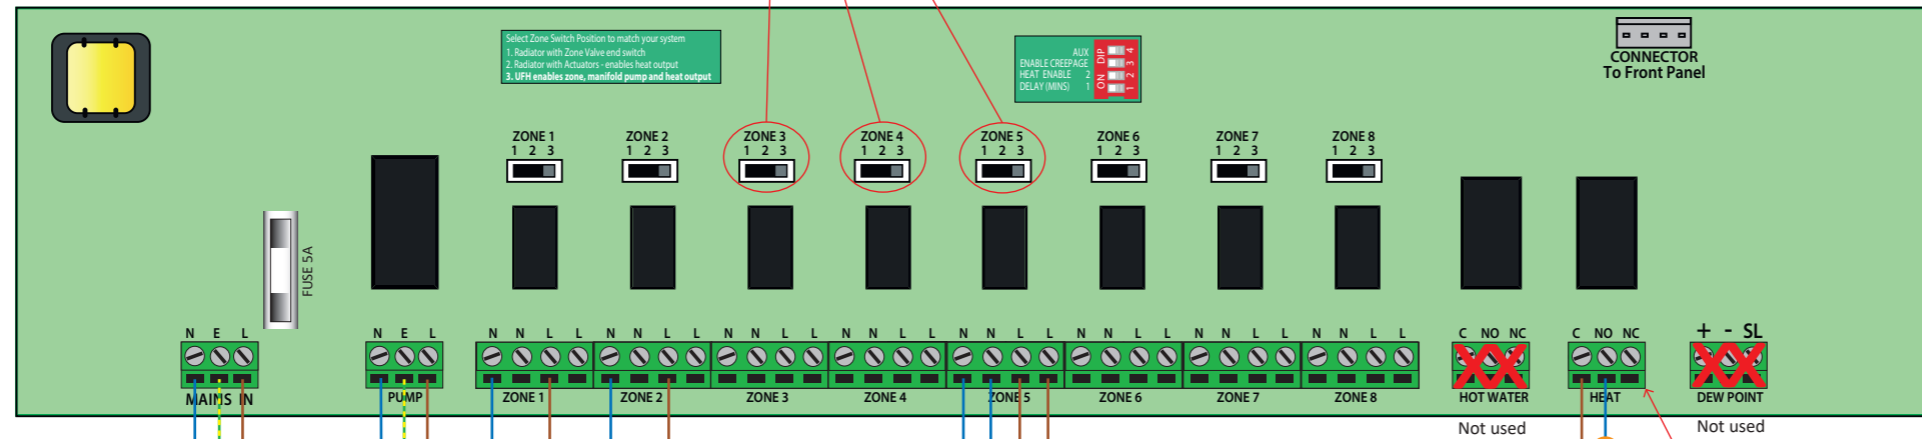 Select Zone Switch Position to match your system
1. Radiator with Zone Valve end switch
2. Radiator with Actuators - enables heat output
3. UFH enables zone, manifold pump and heat output
AUX
ENABLE CREEPAGE
HEAT ENABLE 2
DELAY (MINS) 1
ON DIP
1 2 3 4
CONNECTOR
To Front Panel
ZONE 1 ZONE 2 ZONE 3 ZONE 4 ZONE 5 ZONE 6 ZONE 7 ZONE 8
1 2 3 1 2 3 1 2 3 1 2 3 1 2 3 1 2 3 1 2 3 1 2 3
FUSE 5A
N E L N E L N N L L N N L L N N L L N N L L N N L L N N L L N N L L N N L L C NO NC C NO NC + - SL
MAINS IN PUMP ZONE 1 ZONE 2 ZONE 3 ZONE 4 ZONE 5 ZONE 6 ZONE 7 ZONE 8 HOT WATER HEAT DEW POINT
Not used Not used